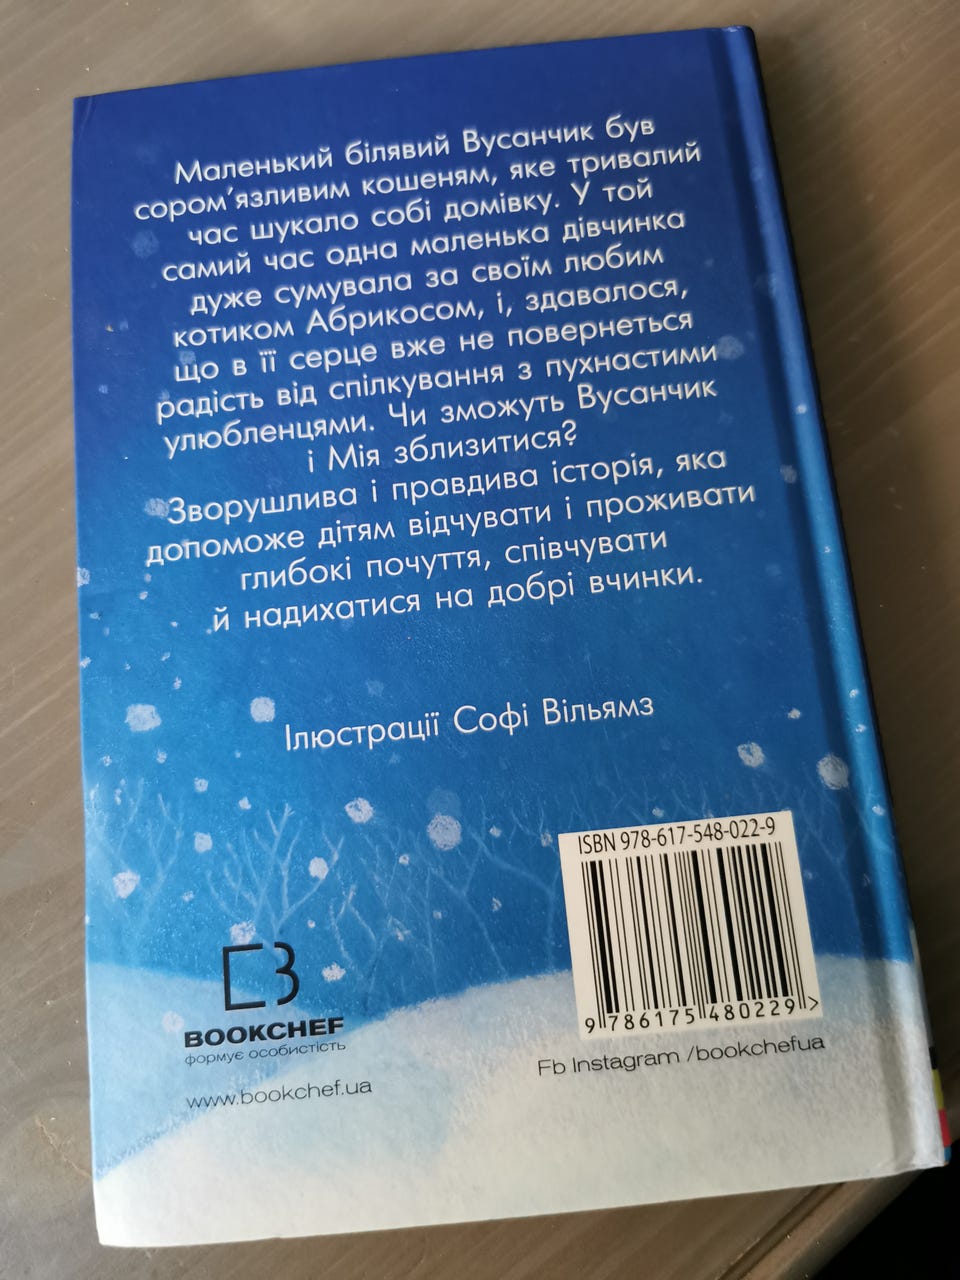 Маленький білявий Вусанчик був
сором'язливим кошеням, яке тривалий
час шукало собі домівку. У той
самий час одна маленька дівчинка
дуже сумувала за своїм любим
котиком Абрикосом, і, здавалося,
що в її серце вже не повернеться
радість від спілкування з пухнастими
улюбленцями. Чи зможуть Вусанчик
і Мія зблизитися?
Зворушлива і правдива історія, яка
допоможе дітям відчувати і проживати
глибокі почуття, співчувати
й надихатися на добрі вчинки.
Ілюстрації Софі Вільямз
ISBN 978-617-548-022-9
9 786175 480229 >
BOOKCHEF
формує особистість
www.bookchef.ua
Fb Instagram /bookchefua